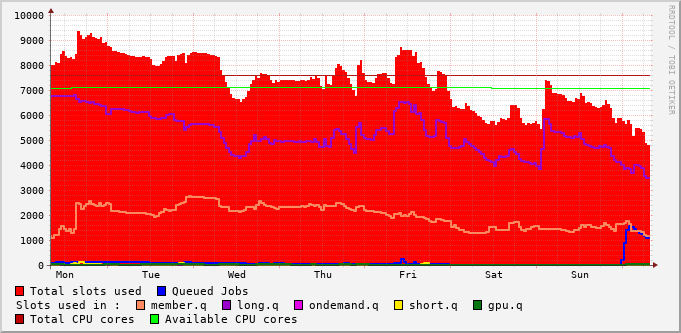 10000
9000
8000
7000
6000
5000
4000
3000
2000
1000
0
Mon Tue Wed Thu Fri Sat Sun
RRDTOOL / TOBI OETIKER
Total slots used Queued Jobs
Slots used in : member.q long.q ondemand.q short.q gpu.q
Total CPU cores Available CPU cores